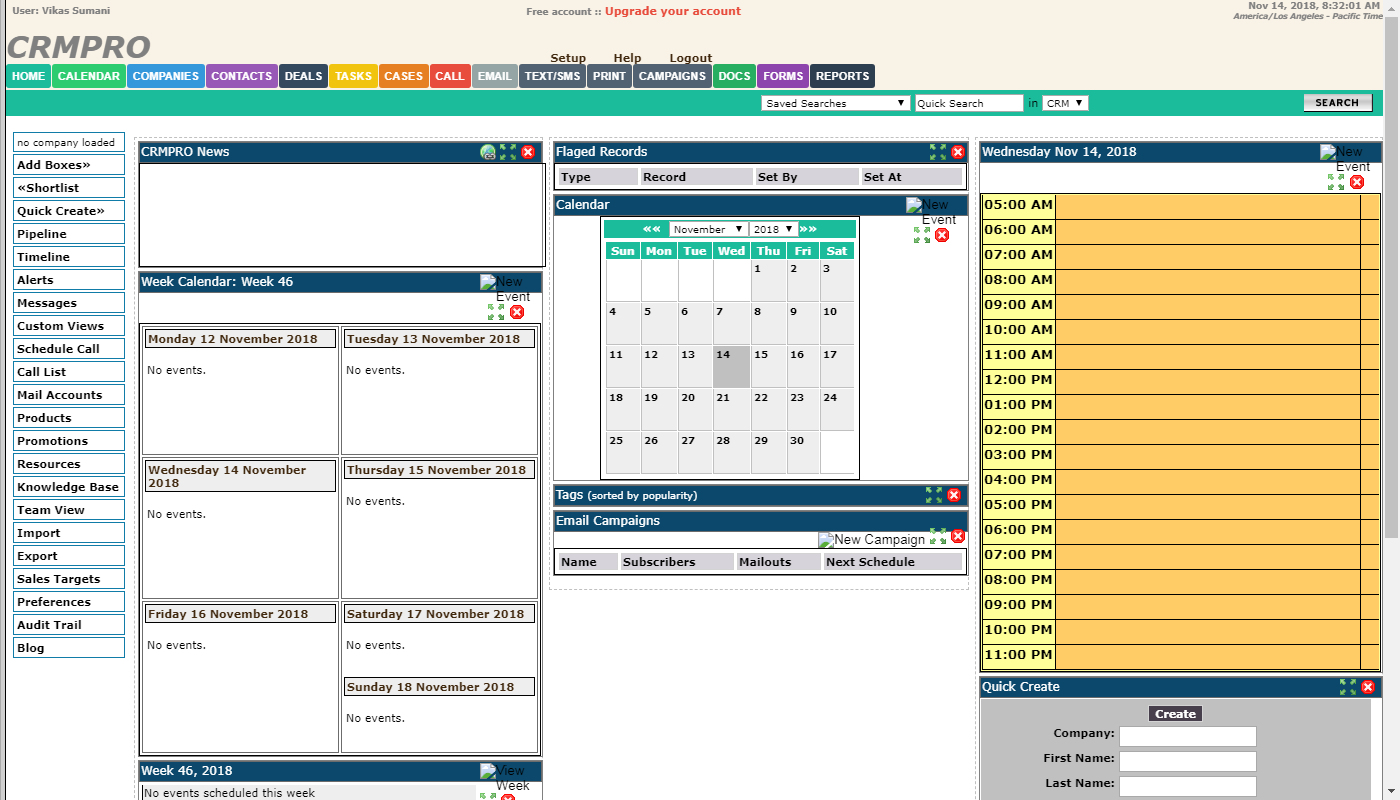 User: Vikas Sumani
Free account :: Upgrade your account
Nov 14, 2018, 8:32:01 AM
America/Los Angeles - Pacific Time
CRMPRO
Setup Help Logout
HOME CALENDAR COMPANIES CONTACTS DEALS TASKS CASES CALL EMAIL TEXT/SMS PRINT CAMPAIGNS DOCS FORMS REPORTS
Saved Searches Quick Search in CRM SEARCH
no company loaded
Add Boxes»
«Shortlist
Quick Create»
Pipeline
Timeline
Alerts
Messages
Custom Views
Schedule Call
Call List
Mail Accounts
Products
Promotions
Resources
Knowledge Base
Team View
Import
Export
Sales Targets
Preferences
Audit Trail
Blog
CRMPRO News
Week Calendar: Week 46
New
Event
Monday 12 November 2018
No events.
Tuesday 13 November 2018
No events.
Wednesday 14 November
2018
No events.
Thursday 15 November 2018
No events.
Friday 16 November 2018
No events.
Saturday 17 November 2018
No events.
Sunday 18 November 2018
No events.
Week 46, 2018
View
Week
No events scheduled this week
Flaged Records
Type Record Set By Set At
Calendar
New
Event
«« November 2018 »»
Sun Mon Tue Wed Thu Fri Sat
1 2 3
4 5 6 7 8 9 10
11 12 13 14 15 16 17
18 19 20 21 22 23 24
25 26 27 28 29 30
Tags (sorted by popularity)
Email Campaigns
New Campaign
Name Subscribers Mailouts Next Schedule
Wednesday Nov 14, 2018
New
Event
05:00 AM
06:00 AM
07:00 AM
08:00 AM
09:00 AM
10:00 AM
11:00 AM
12:00 PM
01:00 PM
02:00 PM
03:00 PM
04:00 PM
05:00 PM
06:00 PM
07:00 PM
08:00 PM
09:00 PM
10:00 PM
11:00 PM
Quick Create
Create
Company:
First Name:
Last Name: